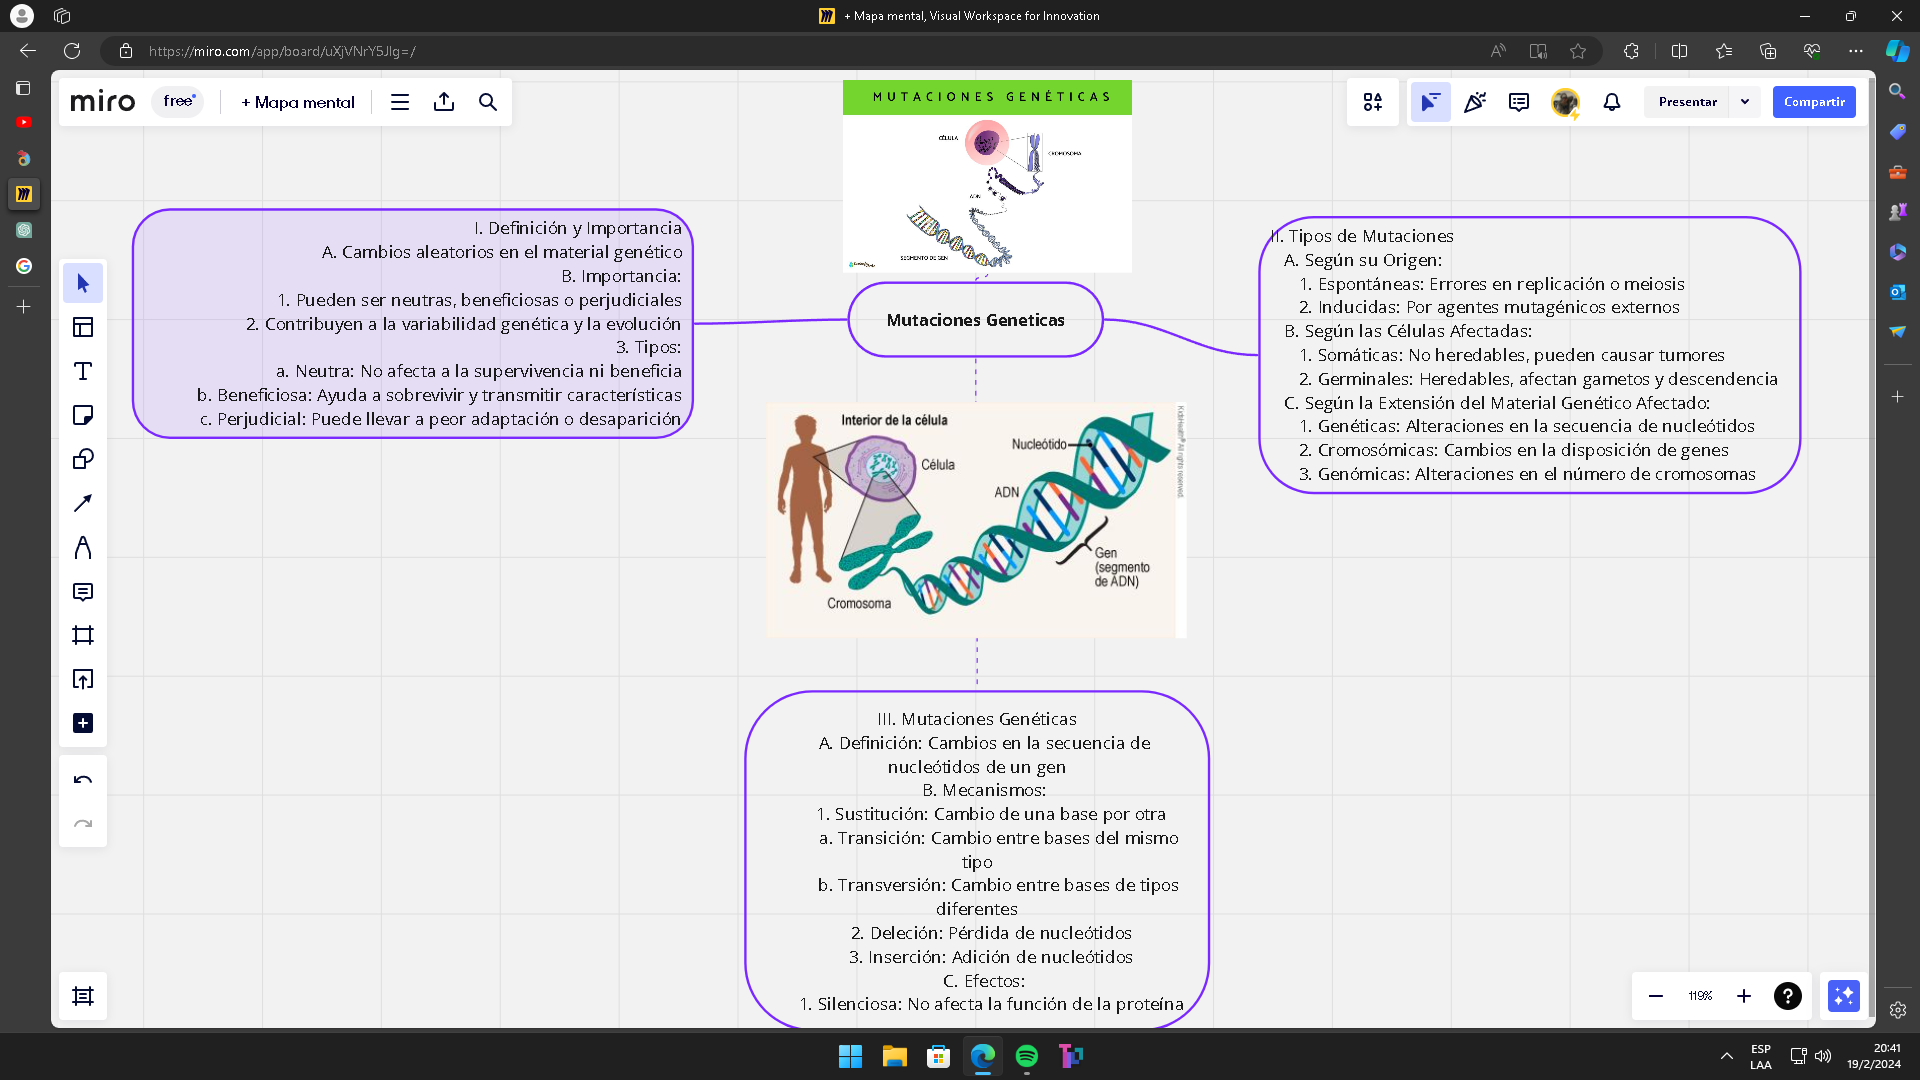 + Mapa mental, Visual Workspace for Innovation
https://miro.com/app/board/uXjVNrY5JIg=/
miro
free
+ Mapa mental
Presentar
Compartir
MUTACIONES GENÉTICAS
CÉLULA
CROMOSOMA
ADN
SEGMENTO DE GEN
I. Definición y Importancia
A. Cambios aleatorios en el material genético
B. Importancia:
1. Pueden ser neutras, beneficiosas o perjudiciales
2. Contribuyen a la variabilidad genética y la evolución
3. Tipos:
a. Neutra: No afecta a la supervivencia ni beneficia
b. Beneficiosa: Ayuda a sobrevivir y transmitir características
c. Perjudicial: Puede llevar a peor adaptación o desaparición
Mutaciones Geneticas
II. Tipos de Mutaciones
A. Según su Origen:
1. Espontáneas: Errores en replicación o meiosis
2. Inducidas: Por agentes mutagénicos externos
B. Según las Células Afectadas:
1. Somáticas: No heredables, pueden causar tumores
2. Germinales: Heredables, afectan gametos y descendencia
C. Según la Extensión del Material Genético Afectado:
1. Genéticas: Alteraciones en la secuencia de nucleótidos
2. Cromosómicas: Cambios en la disposición de genes
3. Genómicas: Alteraciones en el número de cromosomas
Interior de la célula
Célula
Nucleótido
ADN
Gen
(segmento
de ADN)
Cromosoma
KidsHealth® All rights reserved.
III. Mutaciones Genéticas
A. Definición: Cambios en la secuencia de
nucleótidos de un gen
B. Mecanismos:
1. Sustitución: Cambio de una base por otra
a. Transición: Cambio entre bases del mismo
tipo
b. Transversión: Cambio entre bases de tipos
diferentes
2. Deleción: Pérdida de nucleótidos
3. Inserción: Adición de nucleótidos
C. Efectos:
1. Silenciosa: No afecta la función de la proteína
119%
ESP
LAA
20:41
19/2/2024